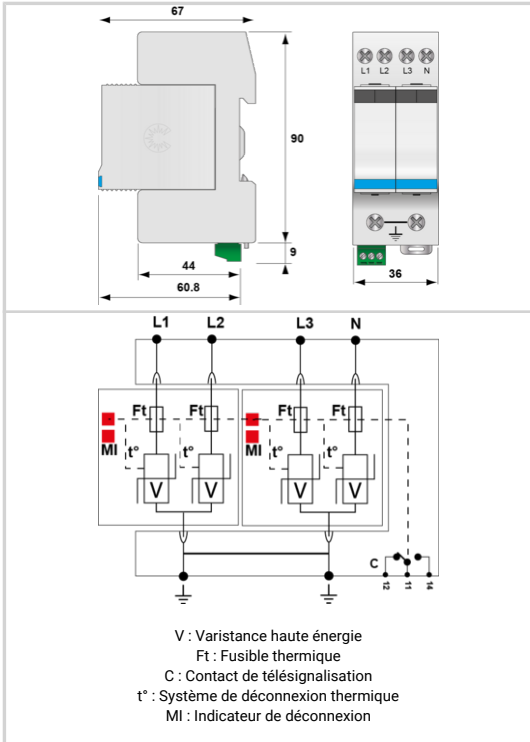 67
L1 L2 L3 N
90
9
44
60.8
36
L1 L2 L3 N
Ft Ft Ft Ft
MI t° t° MI t° t°
V V V V
C
12 11 14
V : Varistance haute énergie
Ft : Fusible thermique
C : Contact de télésignalisation
t° : Système de déconnexion thermique
MI : Indicateur de déconnexion